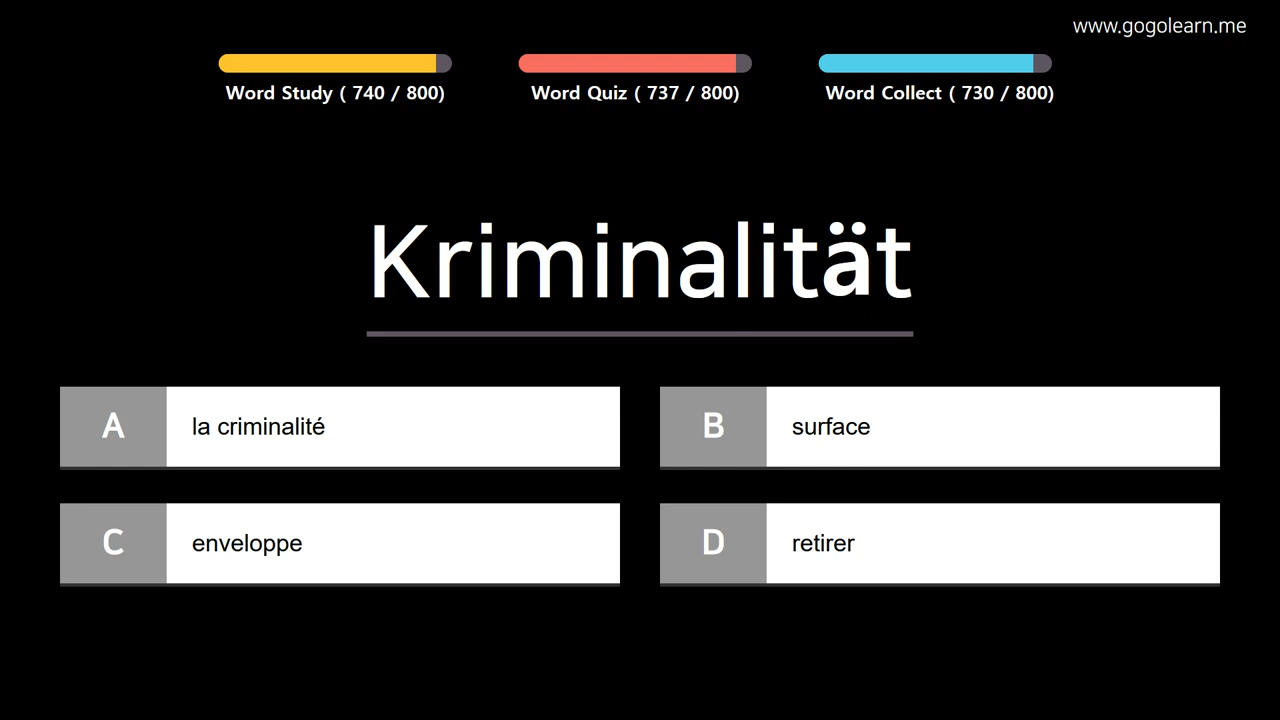 www.gogolearn.me
Word Study ( 740 / 800)
Word Quiz ( 737 / 800)
Word Collect ( 730 / 800)
Kriminalität
A la criminalité
B surface
C enveloppe
D retirer